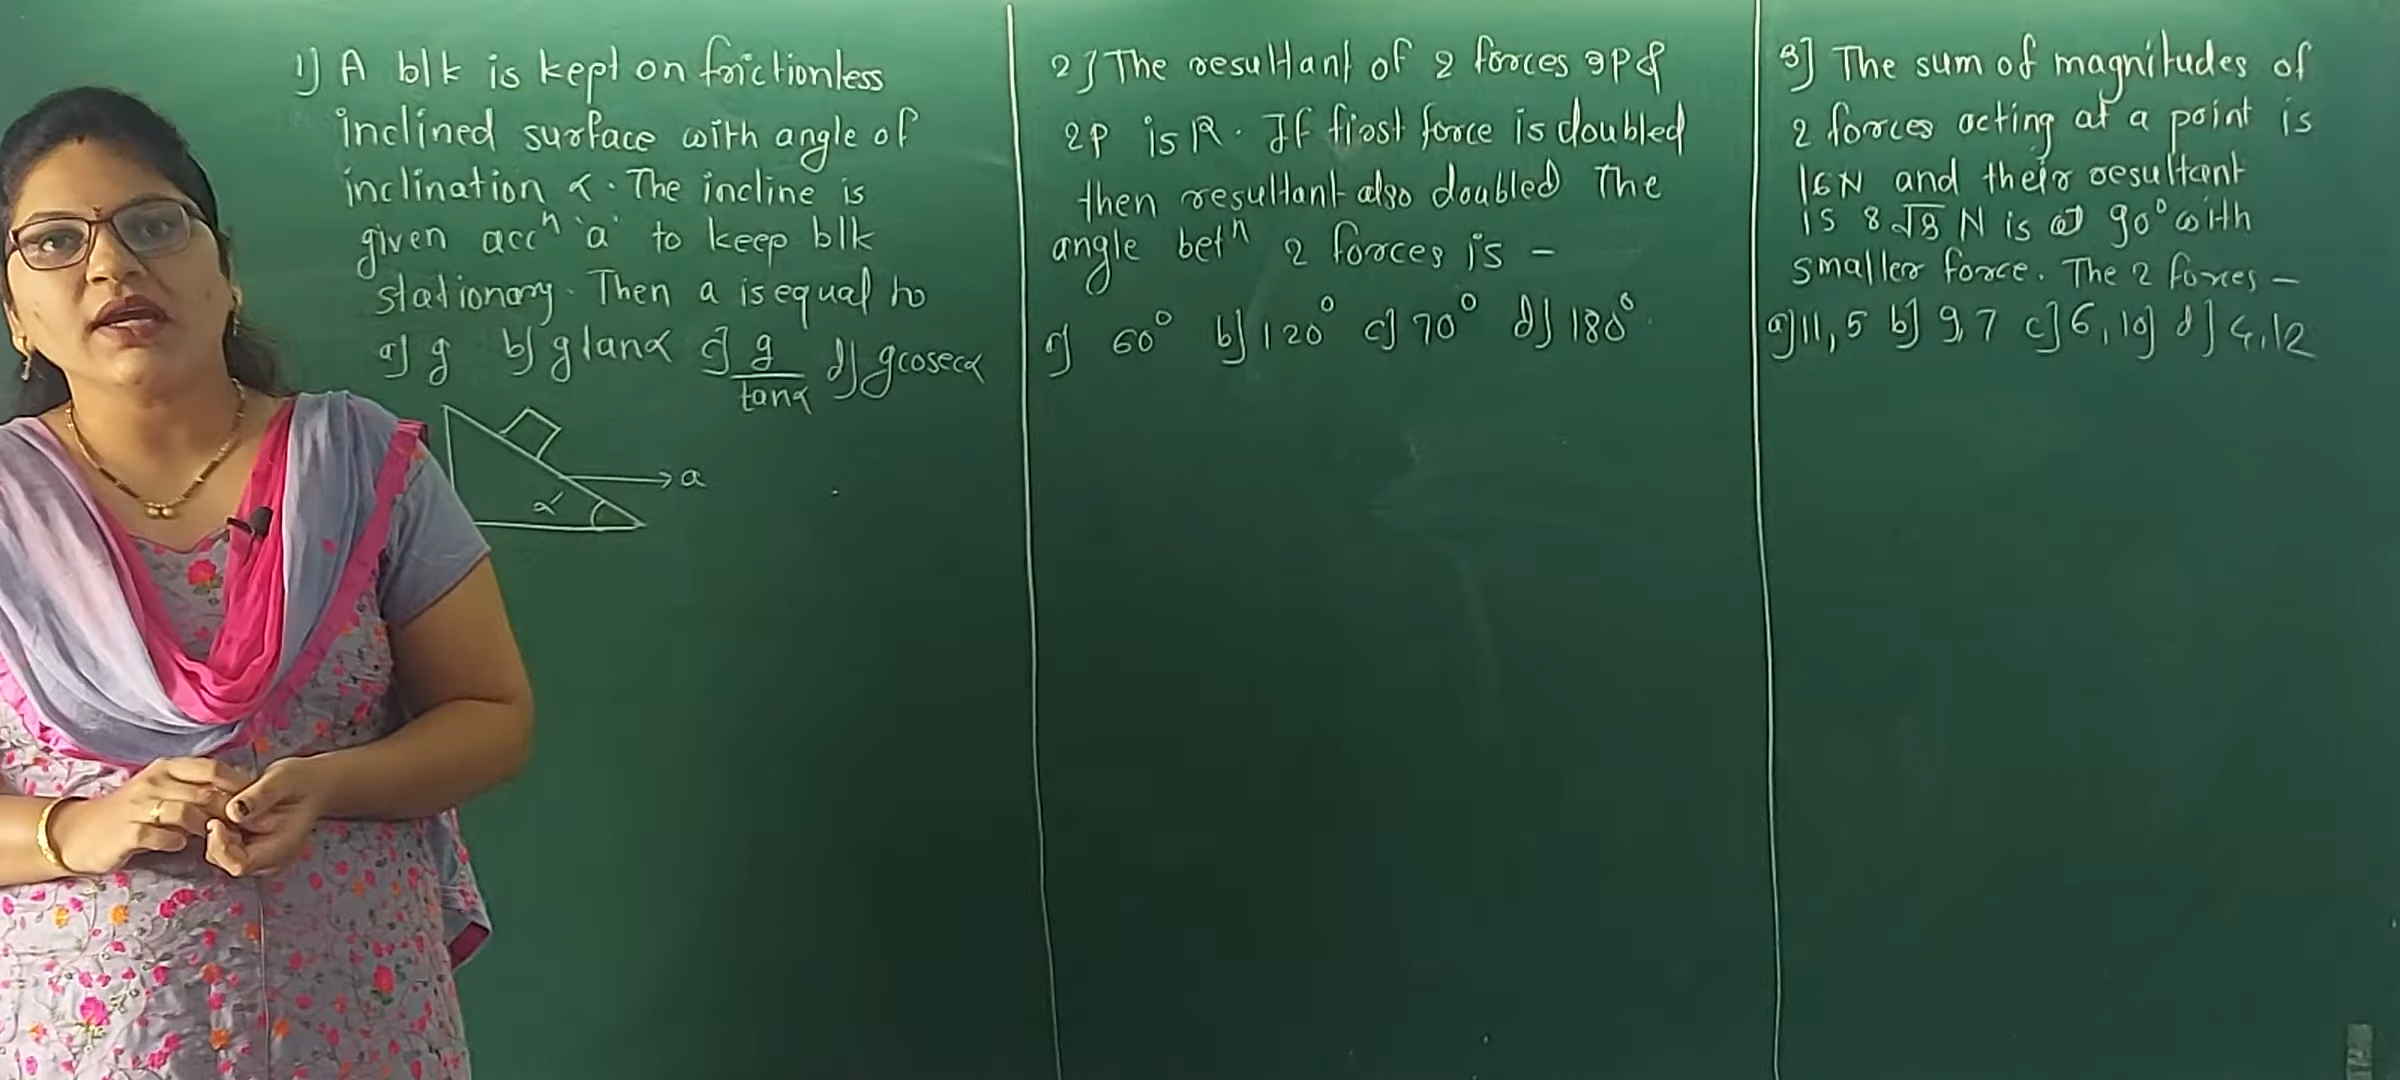 1] A blk is kept on frictionless
inclined surface with angle of
inclination α. The incline is
given accⁿ 'a' to keep blk
stationary. Then a is equal to
a] g b] g tanα c] g/tanα d] g cosecα
α
a
2] The resultant of 2 forces 3P &
2P is R. If first force is doubled
then resultant also doubled The
angle betⁿ 2 forces is –
a] 60° b] 120° c] 70° d] 180°
3] The sum of magnitudes of
2 forces acting at a point is
16N and their resultant
is 8√3 N is at 90° with
smaller force. The 2 forces –
a] 11, 5 b] 9, 7 c] 6, 10] d] 4, 12